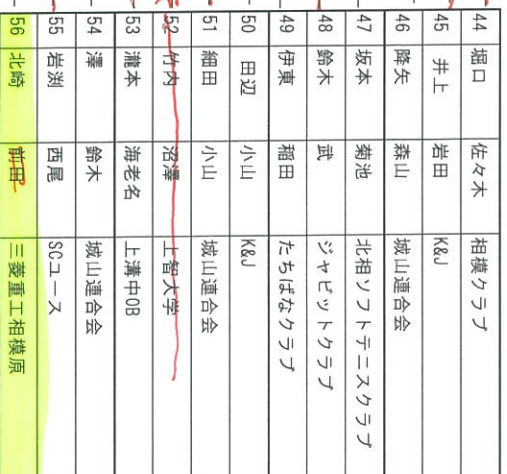 44 堀口 佐々木 相模クラブ
45 井上 岩田 K&J
46 降矢 森山 城山連合会
47 坂本 菊池 北相ソフトテニスクラブ
48 鈴木 武 ジャビットクラブ
49 伊東 稲田 たちばなクラブ
50 田辺 小山 K&J
51 細田 小山 城山連合会
52 竹内 沼澤 上智大学
53 瀧本 海老名 上溝中OB
54 澤 鈴木 城山連合会
55 岩渕 西尾 SCユース
56 北崎 前田 三菱重工相模原